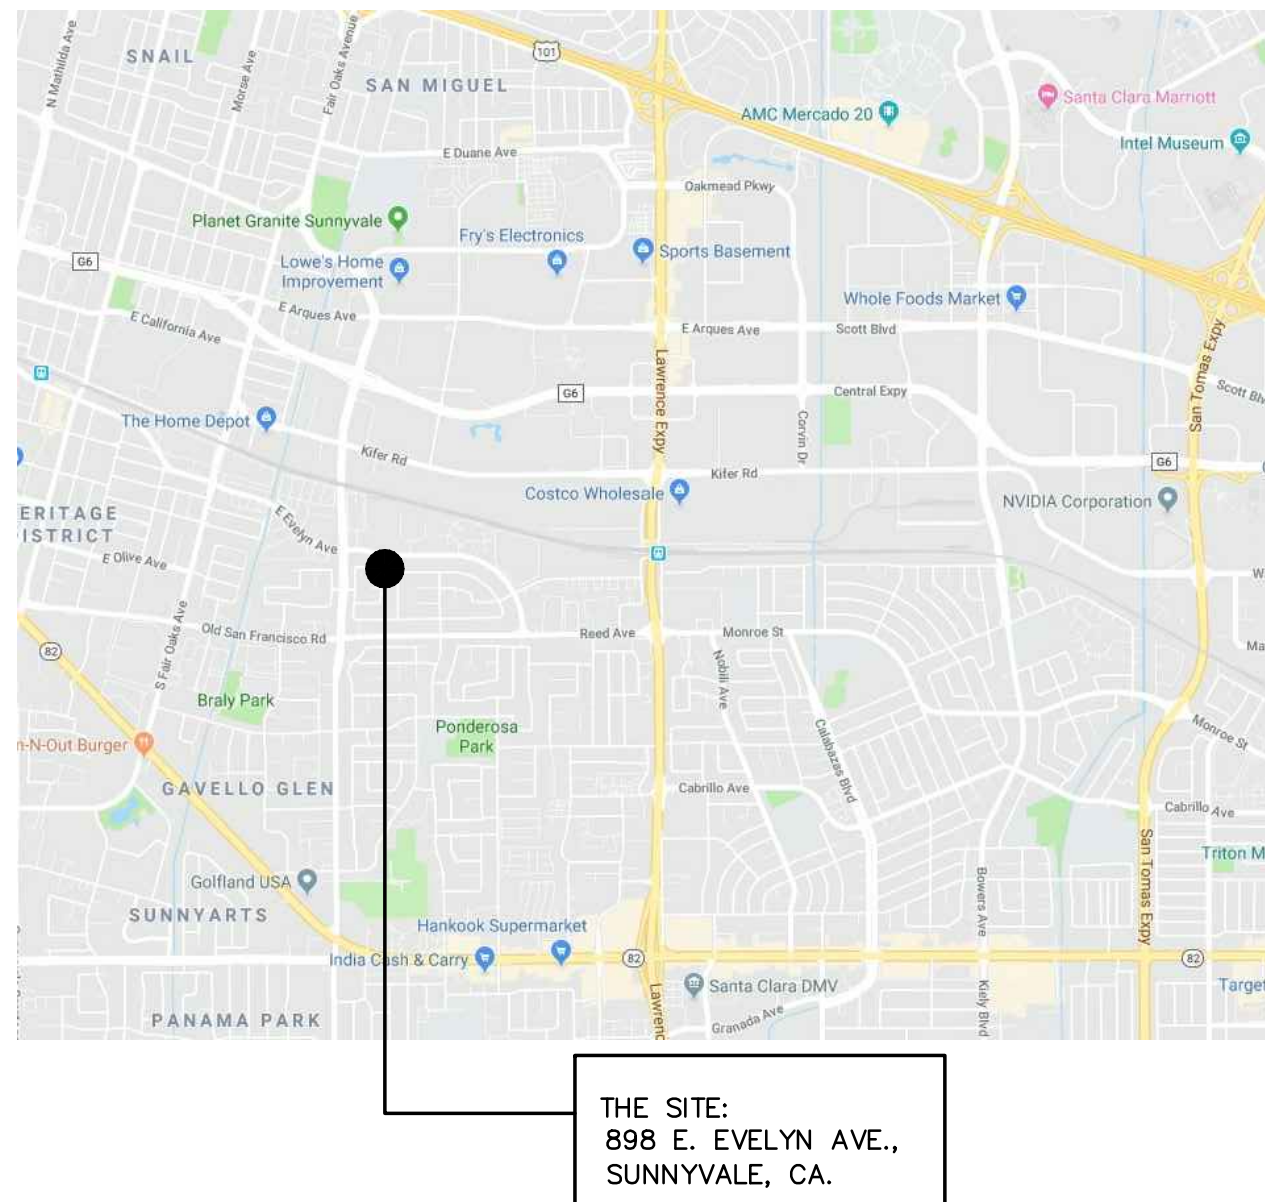 N Mathilda Ave
SNAIL
Morse Ave
Fair Oaks Avenue
101
SAN MIGUEL
AMC Mercado 20
Santa Clara Marriott
Intel Museum
E Duane Ave
Oakmead Pkwy
Planet Granite Sunnyvale
Fry's Electronics
Sports Basement
G6
Lowe's Home
Improvement
Whole Foods Market
E California Ave
E Arques Ave
E Arques Ave
Scott Blvd
San Tomas Expy
Lawrence Expy
G6
Central Expy
Scott Blv
The Home Depot
Corvin Dr
Kifer Rd
Kifer Rd
G6
Costco Wholesale
NVIDIA Corporation
ERITAGE
ISTRICT
E Evelyn Ave
E Olive Ave
W
S Fair Oaks Ave
Old San Francisco Rd
Reed Ave
Monroe St
82
Ma
Nobili Ave
Braly Park
Ponderosa
Park
Calabazas Blvd
Monroe St
n-N-Out Burger
GAVELLO GLEN
Cabrillo Ave
Cabrillo Ave
San Tomas Expy
Triton M
Golfland USA
Bowers Ave
SUNNYARTS
Hankook Supermarket
India Cash & Carry
82
82
Santa Clara DMV
Target
Lawrenc
Kiely Blvd
Granada Ave
PANAMA PARK
THE SITE:
898 E. EVELYN AVE.,
SUNNYVALE, CA.